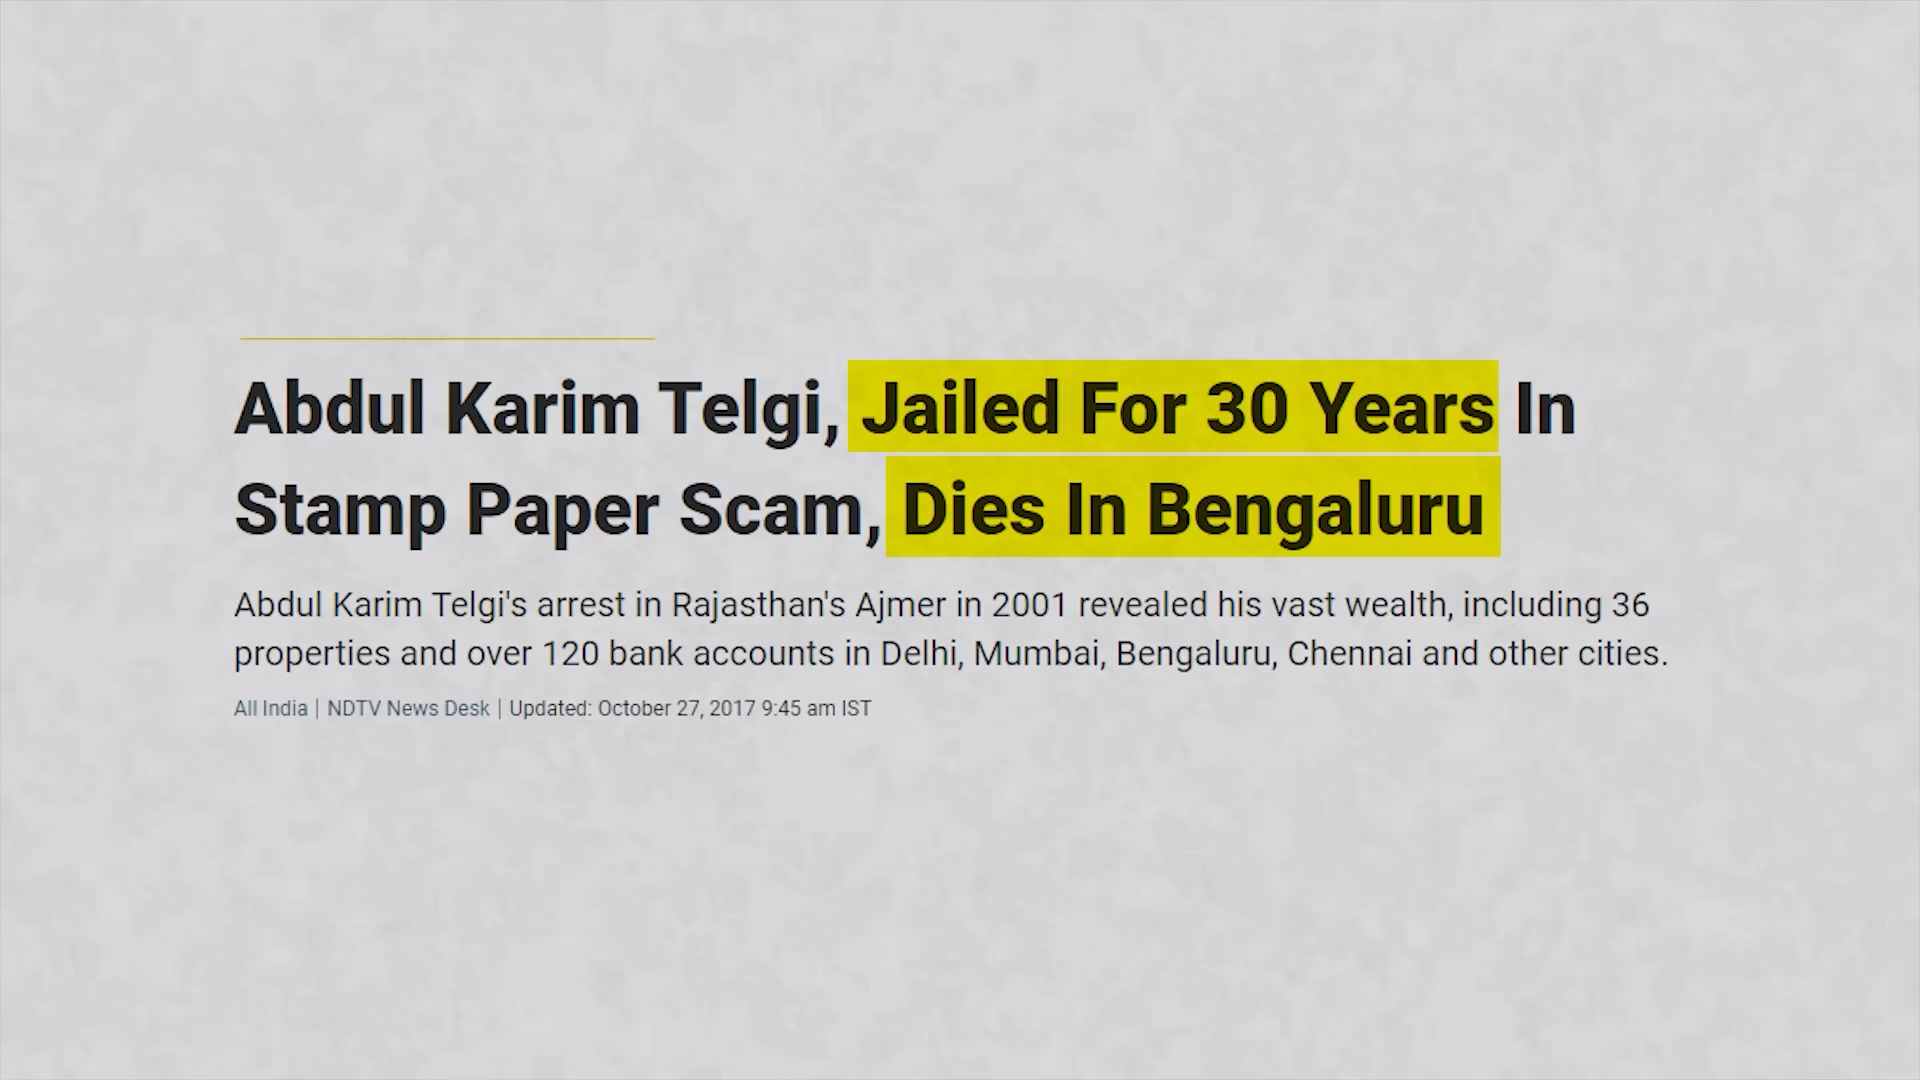 Abdul Karim Telgi, Jailed For 30 Years In
Stamp Paper Scam, Dies In Bengaluru
Abdul Karim Telgi's arrest in Rajasthan's Ajmer in 2001 revealed his vast wealth, including 36
properties and over 120 bank accounts in Delhi, Mumbai, Bengaluru, Chennai and other cities.
All India | NDTV News Desk | Updated: October 27, 2017 9:45 am IST